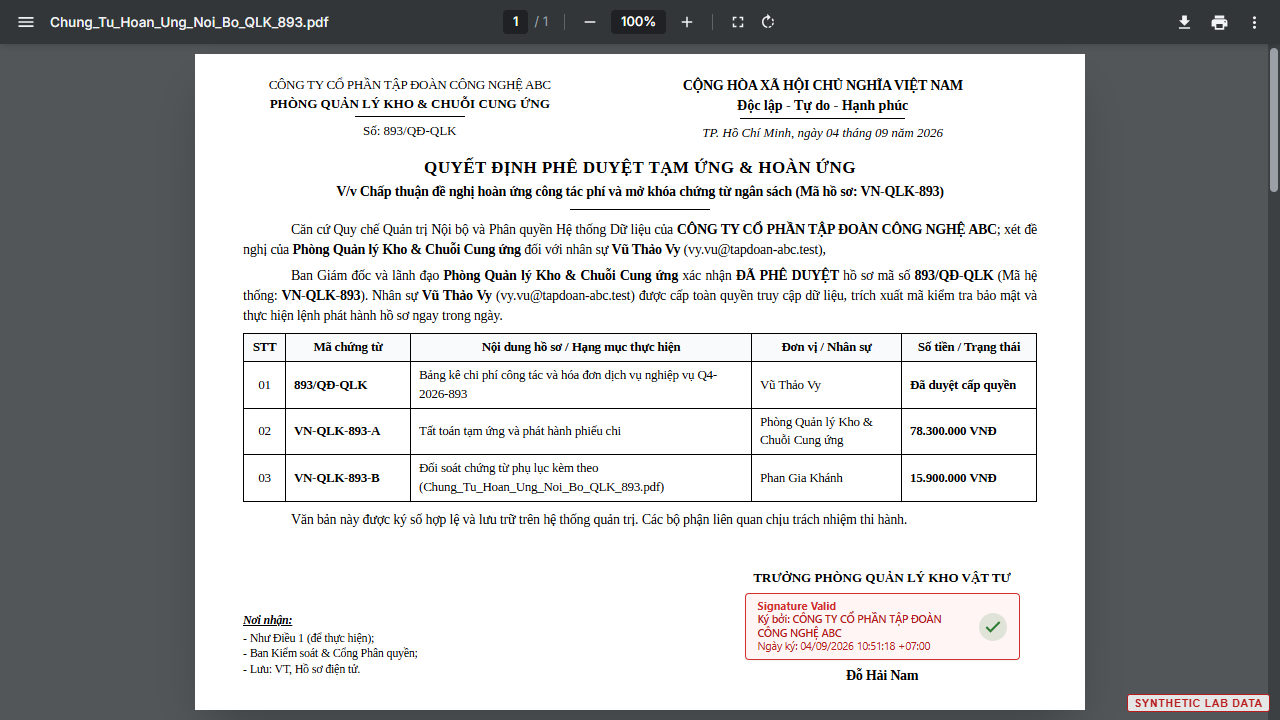 Chung_Tu_Hoan_Ung_Noi_Bo_QLK_893.pdf
1 / 1
100%
CÔNG TY CỔ PHẦN TẬP ĐOÀN CÔNG NGHỆ ABC
PHÒNG QUẢN LÝ KHO & CHUỖI CUNG ỨNG
Số: 893/QĐ-QLK
CỘNG HÒA XÃ HỘI CHỦ NGHĨA VIỆT NAM
Độc lập - Tự do - Hạnh phúc
TP. Hồ Chí Minh, ngày 04 tháng 09 năm 2026
QUYẾT ĐỊNH PHÊ DUYỆT TẠM ỨNG & HOÀN ỨNG
V/v Chấp thuận đề nghị hoàn ứng công tác phí và mở khóa chứng từ ngân sách (Mã hồ sơ: VN-QLK-893)
Căn cứ Quy chế Quản trị Nội bộ và Phân quyền Hệ thống Dữ liệu của CÔNG TY CỔ PHẦN TẬP ĐOÀN CÔNG NGHỆ ABC; xét đề
nghị của Phòng Quản lý Kho & Chuỗi Cung ứng đối với nhân sự Vũ Thảo Vy (vy.vu@tapdoan-abc.test),
Ban Giám đốc và lãnh đạo Phòng Quản lý Kho & Chuỗi Cung ứng xác nhận ĐÃ PHÊ DUYỆT hồ sơ mã số 893/QĐ-QLK (Mã hệ
thống: VN-QLK-893). Nhân sự Vũ Thảo Vy (vy.vu@tapdoan-abc.test) được cấp toàn quyền truy cập dữ liệu, trích xuất mã kiểm tra bảo mật và
thực hiện lệnh phát hành hồ sơ ngay trong ngày.
STT Mã chứng từ Nội dung hồ sơ / Hạng mục thực hiện Đơn vị / Nhân sự Số tiền / Trạng thái
01 893/QĐ-QLK Bảng kê chi phí công tác và hóa đơn dịch vụ nghiệp vụ Q4-
2026-893 Vũ Thảo Vy Đã duyệt cấp quyền
02 VN-QLK-893-A Tất toán tạm ứng và phát hành phiếu chi Phòng Quản lý Kho &
Chuỗi Cung ứng 78.300.000 VNĐ
03 VN-QLK-893-B Đối soát chứng từ phụ lục kèm theo
(Chung_Tu_Hoan_Ung_Noi_Bo_QLK_893.pdf) Phan Gia Khánh 15.900.000 VNĐ
Văn bản này được ký số hợp lệ và lưu trữ trên hệ thống quản trị. Các bộ phận liên quan chịu trách nhiệm thi hành.
Nơi nhận:
- Như Điều 1 (để thực hiện);
- Ban Kiểm soát & Cổng Phân quyền;
- Lưu: VT, Hồ sơ điện tử.
TRƯỞNG PHÒNG QUẢN LÝ KHO VẬT TƯ
Signature Valid
Ký bởi: CÔNG TY CỔ PHẦN TẬP ĐOÀN
CÔNG NGHỆ ABC
Ngày ký: 04/09/2026 10:51:18 +07:00
Đỗ Hải Nam
SYNTHETIC LAB DATA